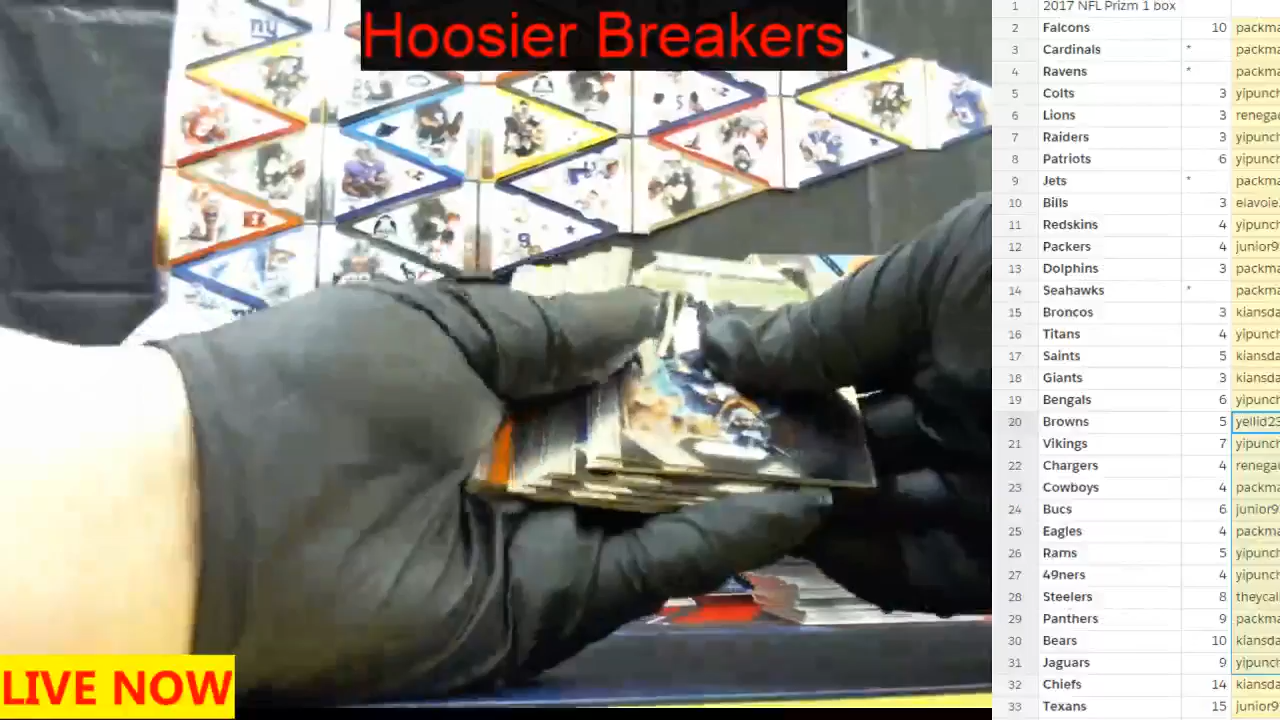 Hoosier Breakers
1 2017 NFL Prizm 1 box
2 Falcons 10 packma
3 Cardinals * packma
4 Ravens * packma
5 Colts 3 yipunch
6 Lions 3 renega
7 Raiders 3 yipunch
8 Patriots 6 yipunch
9 Jets * packma
10 Bills 3 elavoie
11 Redskins 4 yipunch
12 Packers 4 junior9
13 Dolphins 3 packma
14 Seahawks * packma
15 Broncos 3 kiansda
16 Titans 4 yipunch
17 Saints 5 kiansda
18 Giants 3 kiansda
19 Bengals 6 yipunch
20 Browns 5 yellid23
21 Vikings 7 yipunch
22 Chargers 4 renega
23 Cowboys 4 packma
24 Bucs 6 junior9
25 Eagles 4 packma
26 Rams 5 yipunch
27 49ners 4 yipunch
28 Steelers 8 theycal
29 Panthers 9 packma
30 Bears 10 kiansda
31 Jaguars 9 yipunch
32 Chiefs 14 kiansda
33 Texans 15 junior9
LIVE NOW